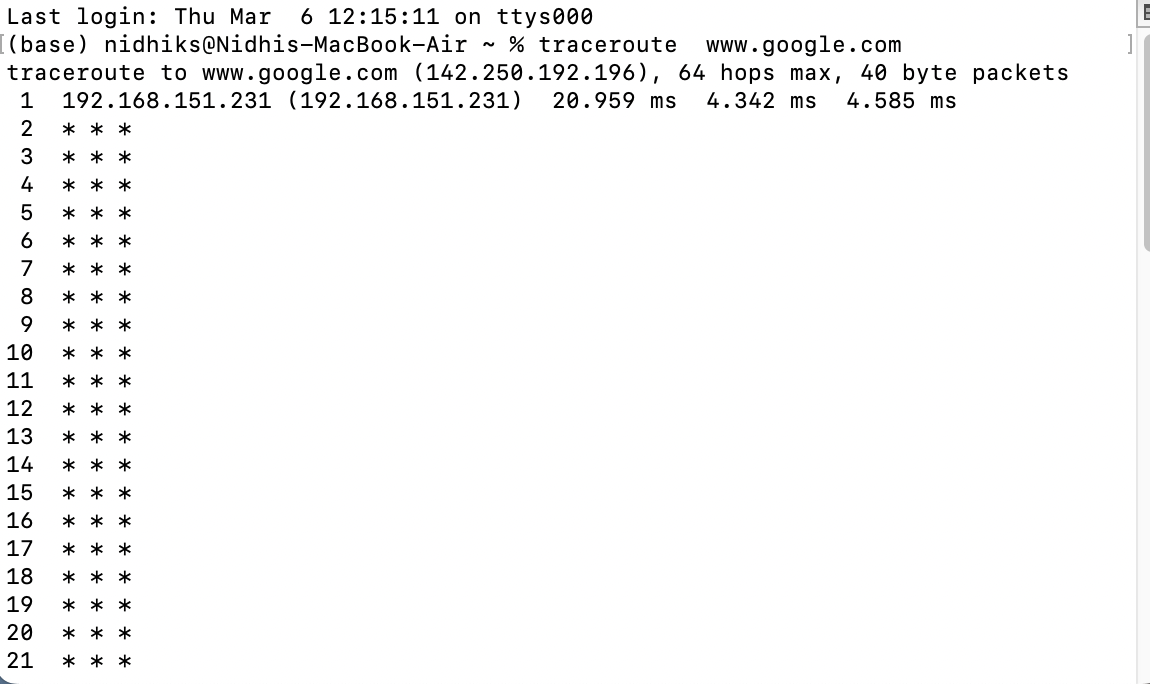 Last login: Thu Mar  6 12:15:11 on ttys000
[(base) nidhiks@Nidhis-MacBook-Air ~ % traceroute  www.google.com ]
traceroute to www.google.com (142.250.192.196), 64 hops max, 40 byte packets
 1  192.168.151.231 (192.168.151.231)  20.959 ms  4.342 ms  4.585 ms
 2  * * *
 3  * * *
 4  * * *
 5  * * *
 6  * * *
 7  * * *
 8  * * *
 9  * * *
10  * * *
11  * * *
12  * * *
13  * * *
14  * * *
15  * * *
16  * * *
17  * * *
18  * * *
19  * * *
20  * * *
21  * * *